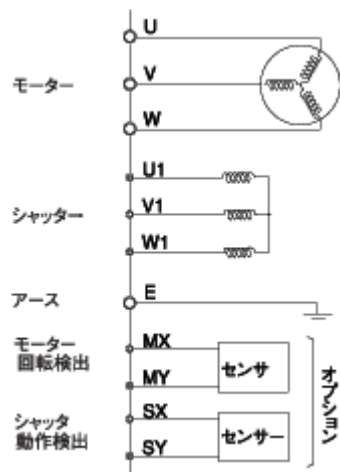 U
モーター
V
W
U1
シャッター
V1
W1
アース
E
モーター
回転検出
MX
MY
センサ
シャッタ
動作検出
SX
SY
センサー
オプション